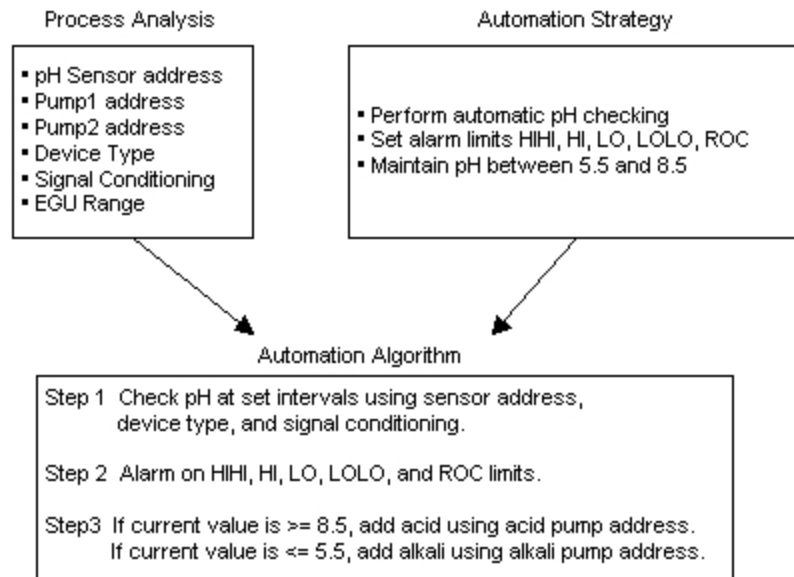 Process Analysis
▪ pH Sensor address
▪ Pump1 address
▪ Pump2 address
▪ Device Type
▪ Signal Conditioning
▪ EGU Range
Automation Strategy
▪ Perform automatic pH checking
▪ Set alarm limits HIHI, HI, LO, LOLO, ROC
▪ Maintain pH between 5.5 and 8.5
Automation Algorithm
Step 1 Check pH at set intervals using sensor address,
device type, and signal conditioning.
Step 2 Alarm on HIHI, HI, LO, LOLO, and ROC limits.
Step3 If current value is >= 8.5, add acid using acid pump address.
If current value is <= 5.5, add alkali using alkali pump address.